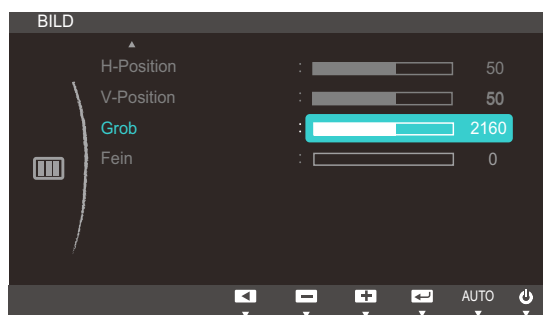 BILD
H-Position : 50
V-Position : 50
Grob : 2160
Fein : 0
AUTO